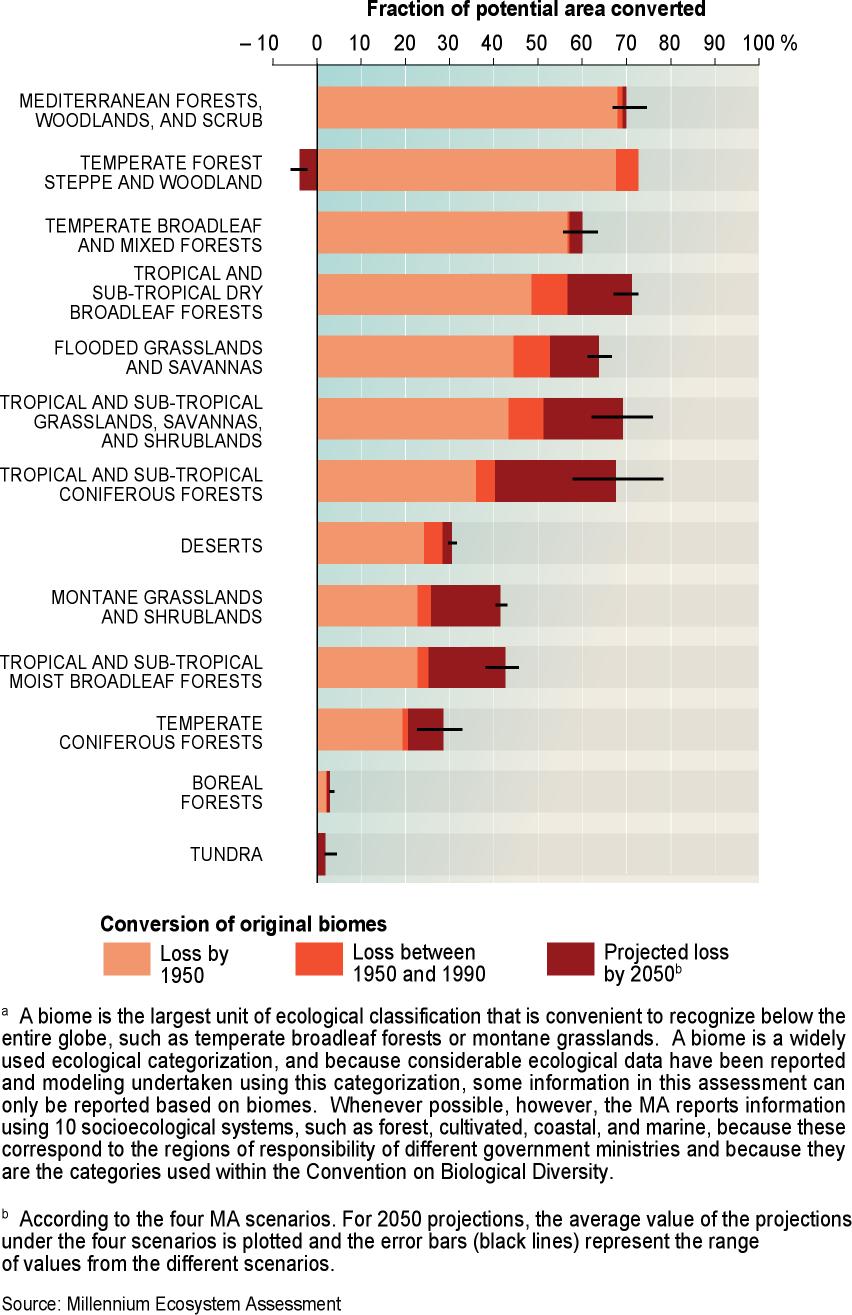 Fraction of potential area converted
– 10 0 10 20 30 40 50 60 70 80 90 100 %
MEDITERRANEAN FORESTS,
WOODLANDS, AND SCRUB
TEMPERATE FOREST
STEPPE AND WOODLAND
TEMPERATE BROADLEAF
AND MIXED FORESTS
TROPICAL AND
SUB-TROPICAL DRY
BROADLEAF FORESTS
FLOODED GRASSLANDS
AND SAVANNAS
TROPICAL AND SUB-TROPICAL
GRASSLANDS, SAVANNAS,
AND SHRUBLANDS
TROPICAL AND SUB-TROPICAL
CONIFEROUS FORESTS
DESERTS
MONTANE GRASSLANDS
AND SHRUBLANDS
TROPICAL AND SUB-TROPICAL
MOIST BROADLEAF FORESTS
TEMPERATE
CONIFEROUS FORESTS
BOREAL
FORESTS
TUNDRA
Conversion of original biomes
Loss by
1950
Loss between
1950 and 1990
Projected loss
by 2050ᵇ
ᵃ A biome is the largest unit of ecological classification that is convenient to recognize below the
entire globe, such as temperate broadleaf forests or montane grasslands. A biome is a widely
used ecological categorization, and because considerable ecological data have been reported
and modeling undertaken using this categorization, some information in this assessment can
only be reported based on biomes. Whenever possible, however, the MA reports information
using 10 socioecological systems, such as forest, cultivated, coastal, and marine, because these
correspond to the regions of responsibility of different government ministries and because they
are the categories used within the Convention on Biological Diversity.
ᵇ According to the four MA scenarios. For 2050 projections, the average value of the projections
under the four scenarios is plotted and the error bars (black lines) represent the range
of values from the different scenarios.
Source: Millennium Ecosystem Assessment